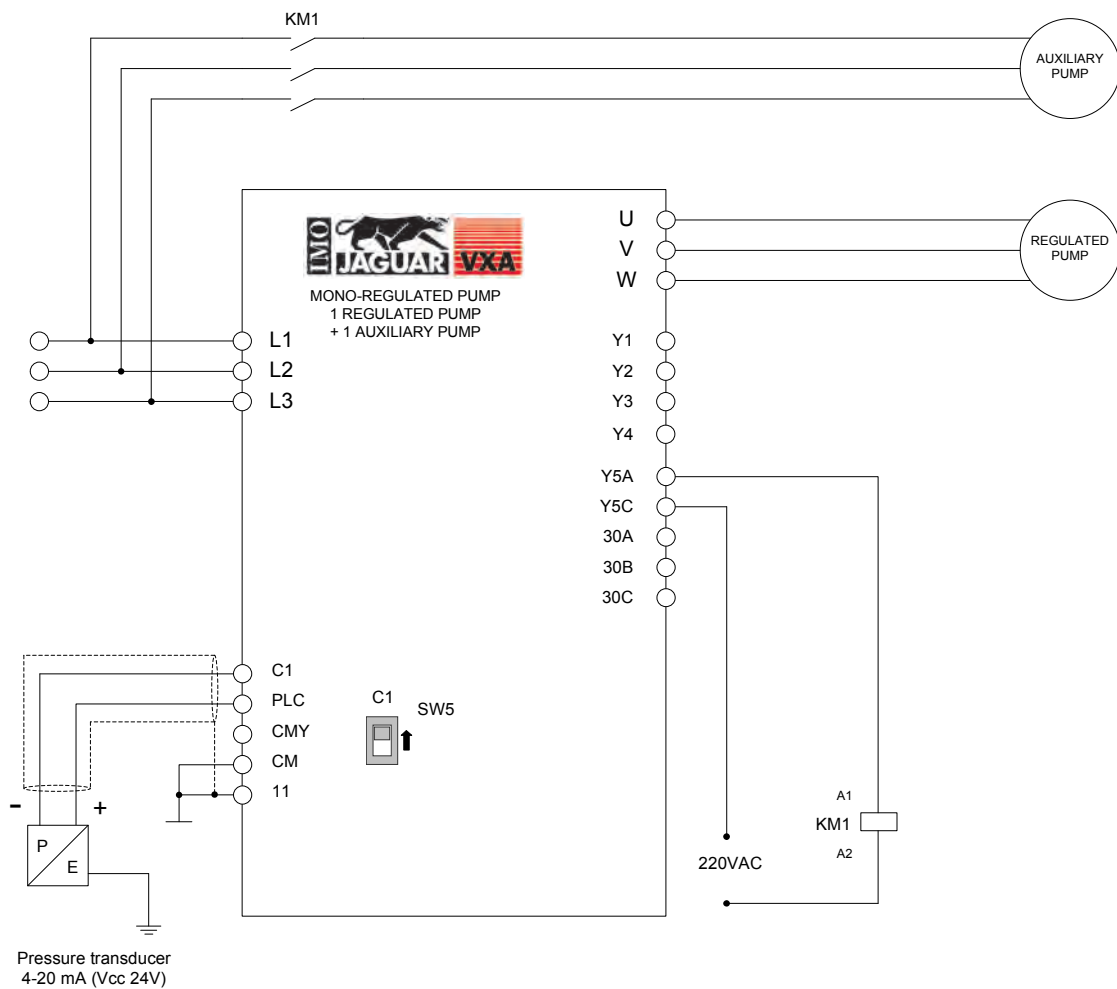 KM1
AUXILIARY
PUMP
IMO
JAGUAR
VXA
MONO-REGULATED PUMP
1 REGULATED PUMP
+ 1 AUXILIARY PUMP
U
V
W
REGULATED
PUMP
L1
L2
L3
Y1
Y2
Y3
Y4
Y5A
Y5C
30A
30B
30C
C1
PLC
CMY
CM
11
C1
SW5
-
+
P
E
A1
KM1
A2
220VAC
Pressure transducer
4-20 mA (Vcc 24V)